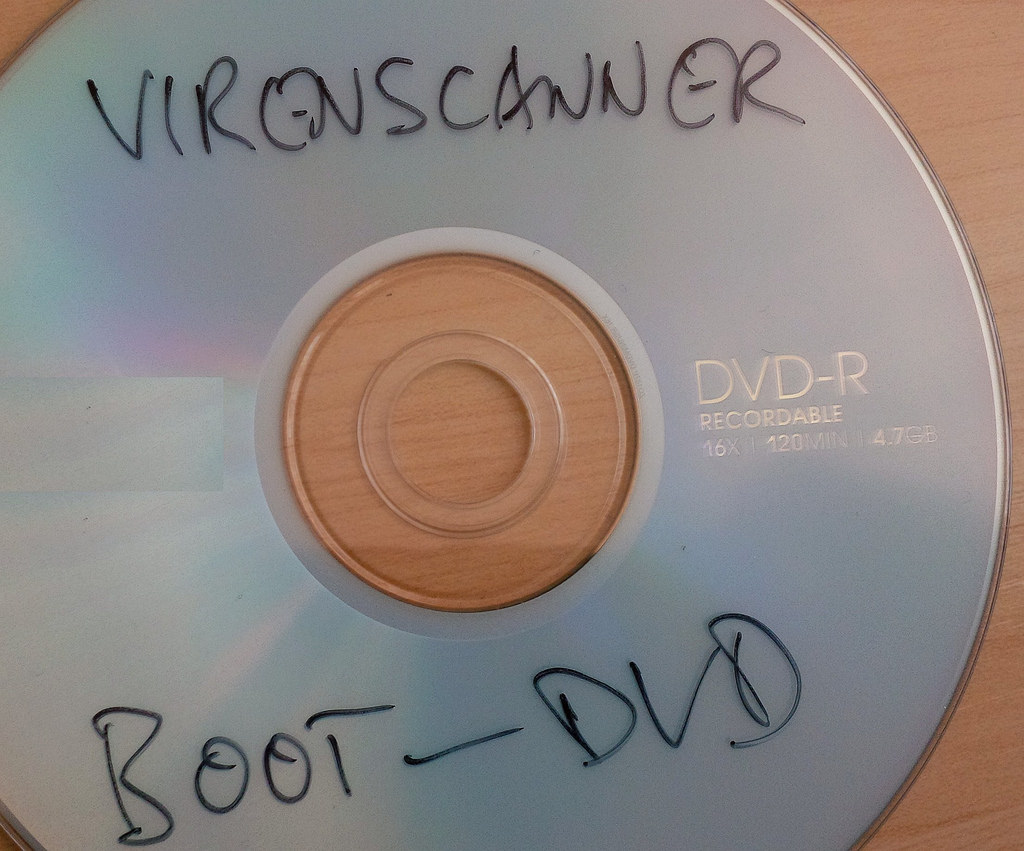 VIRENSCANNER
DVD-R
RECORDABLE
16X | 120MIN | 4.7GB
BOOT-DVD